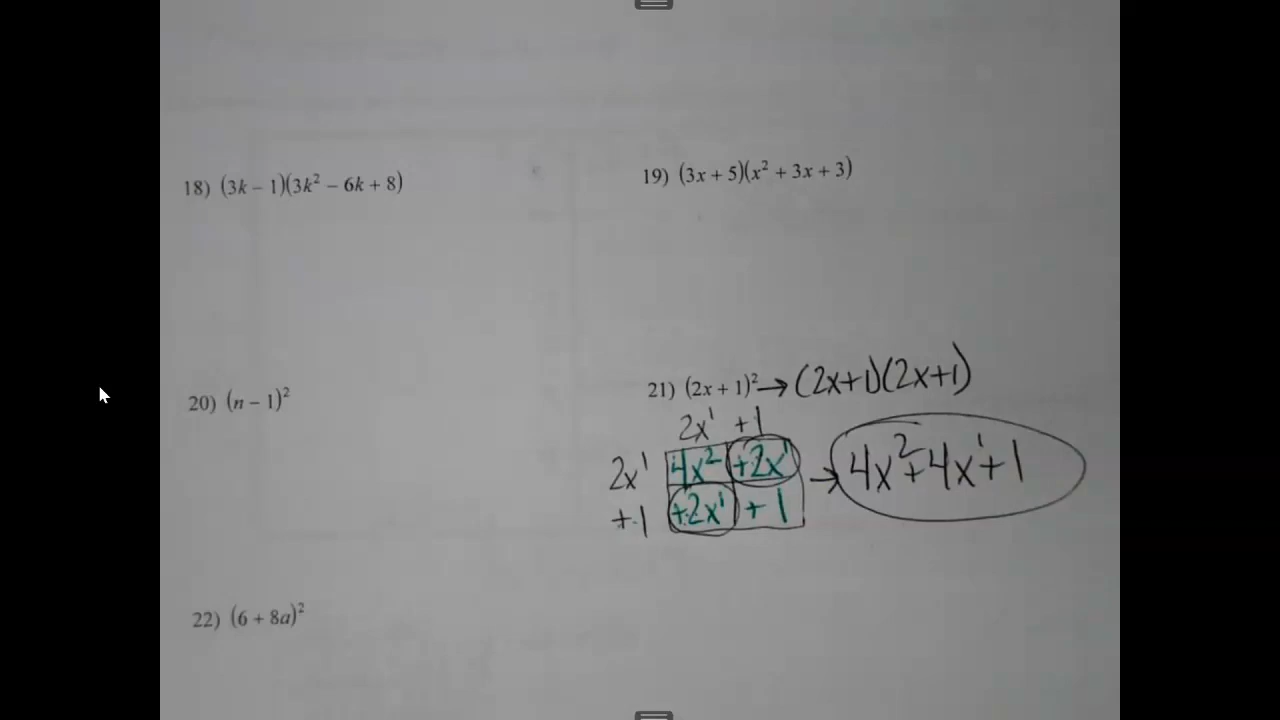 18) (3k − 1)(3k² − 6k + 8)
19) (3x + 5)(x² + 3x + 3)
20) (n − 1)²
21) (2x + 1)² → (2x+1)(2x+1)
2x¹ +1
2x¹ 4x² +2x¹ → 4x²+4x¹+1
+1 +2x¹ +1
22) (6 + 8a)²